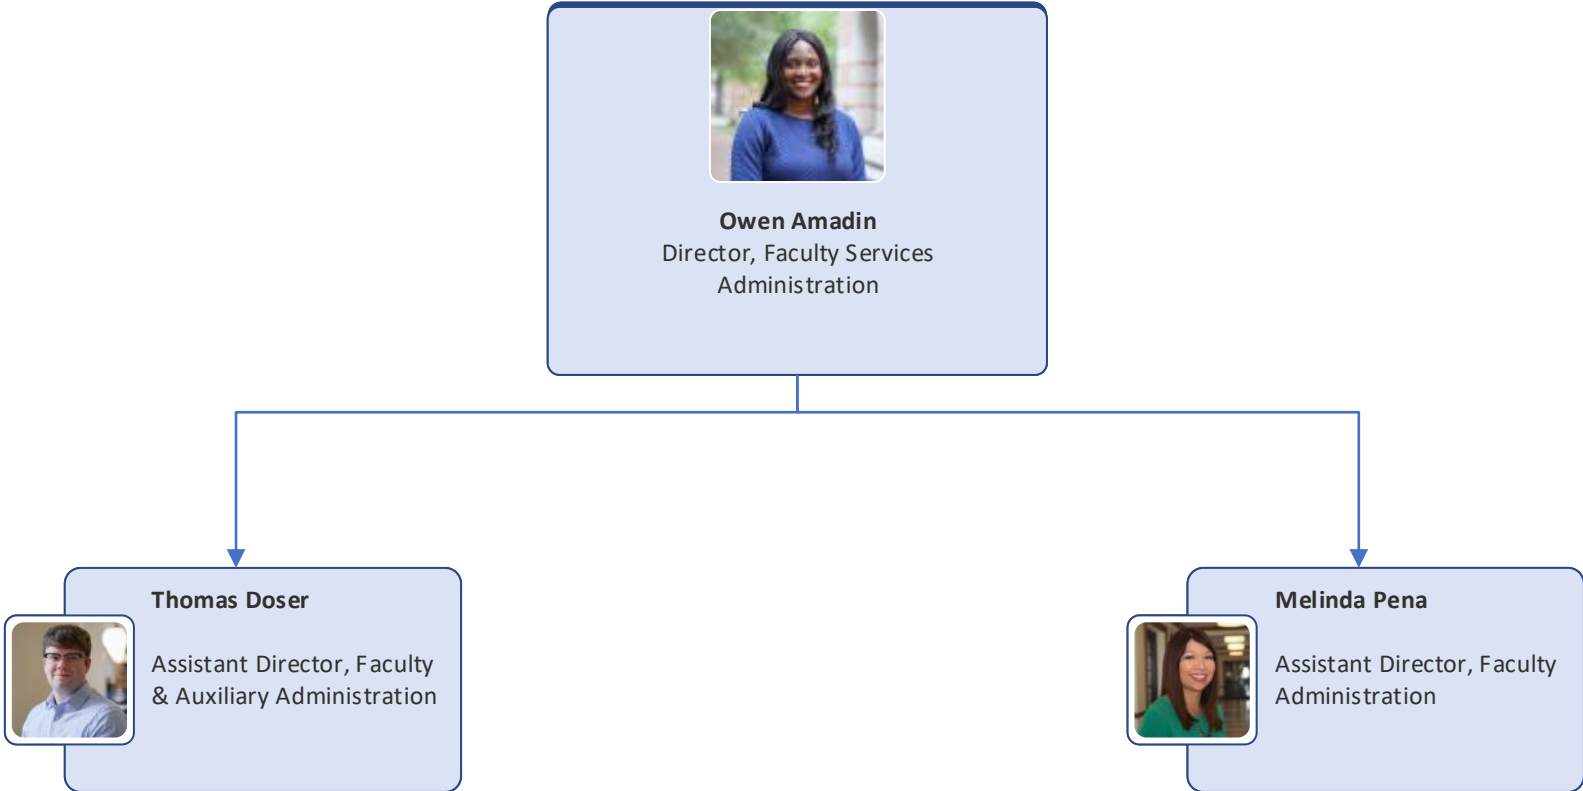 Owen Amadin
Director, Faculty Services
Administration
Thomas Doser
Assistant Director, Faculty
& Auxiliary Administration
Melinda Pena
Assistant Director, Faculty
Administration